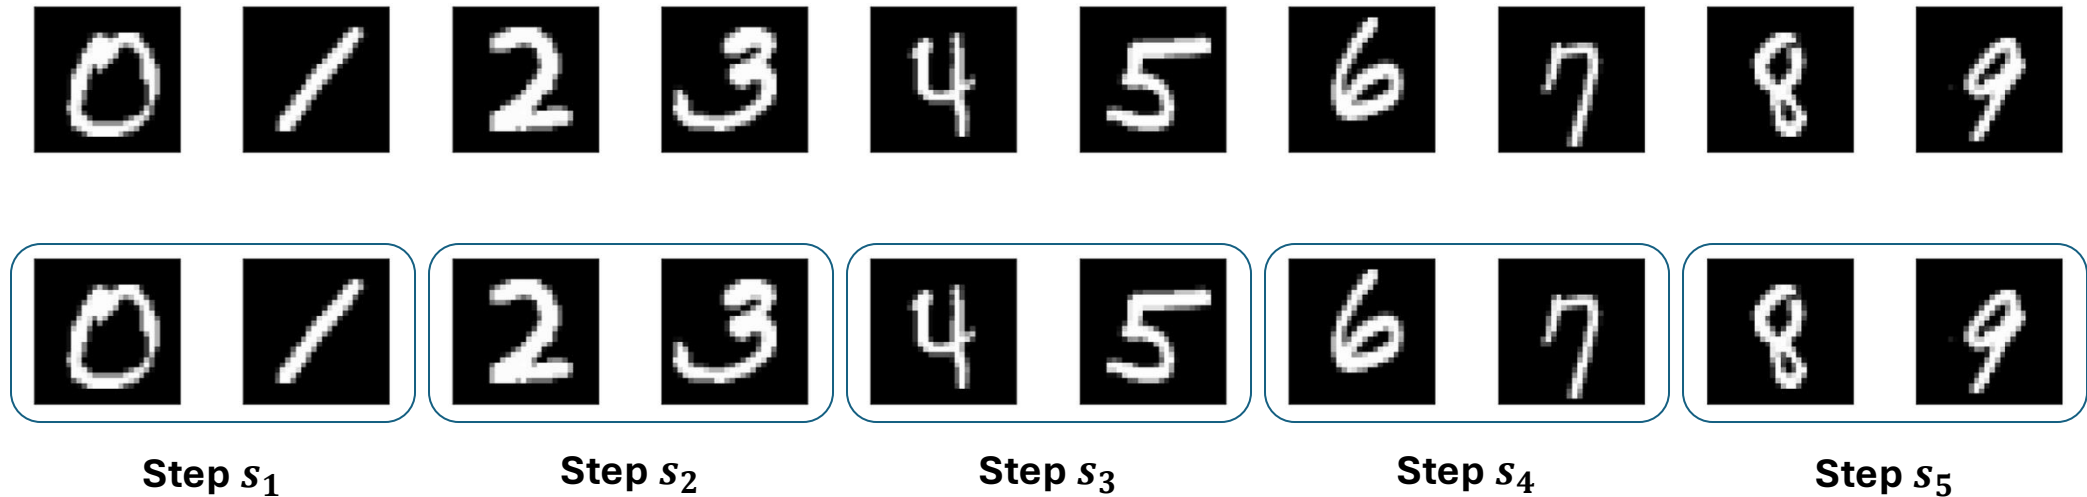 0 1 2 3 4 5 6 7 8 9
0 1 2 3 4 5 6 7 8 9
Step s₁ Step s₂ Step s₃ Step s₄ Step s₅